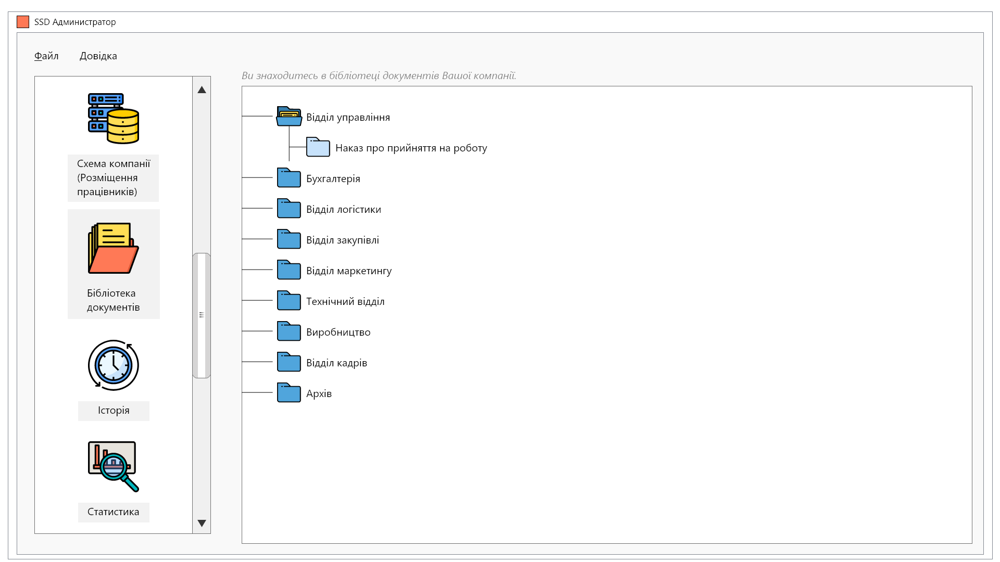 SSD Администратор
Файл
Довідка
Ви знаходитесь в бібліотеці документів Вашої компанії.
Схема компанії
(Розміщення
працівників)
Бібліотека
документів
Історія
Статистика
Відділ управління
Наказ про прийняття на роботу
Бухгалтерія
Відділ логістики
Відділ закупівлі
Відділ маркетингу
Технічний відділ
Виробництво
Відділ кадрів
Архів